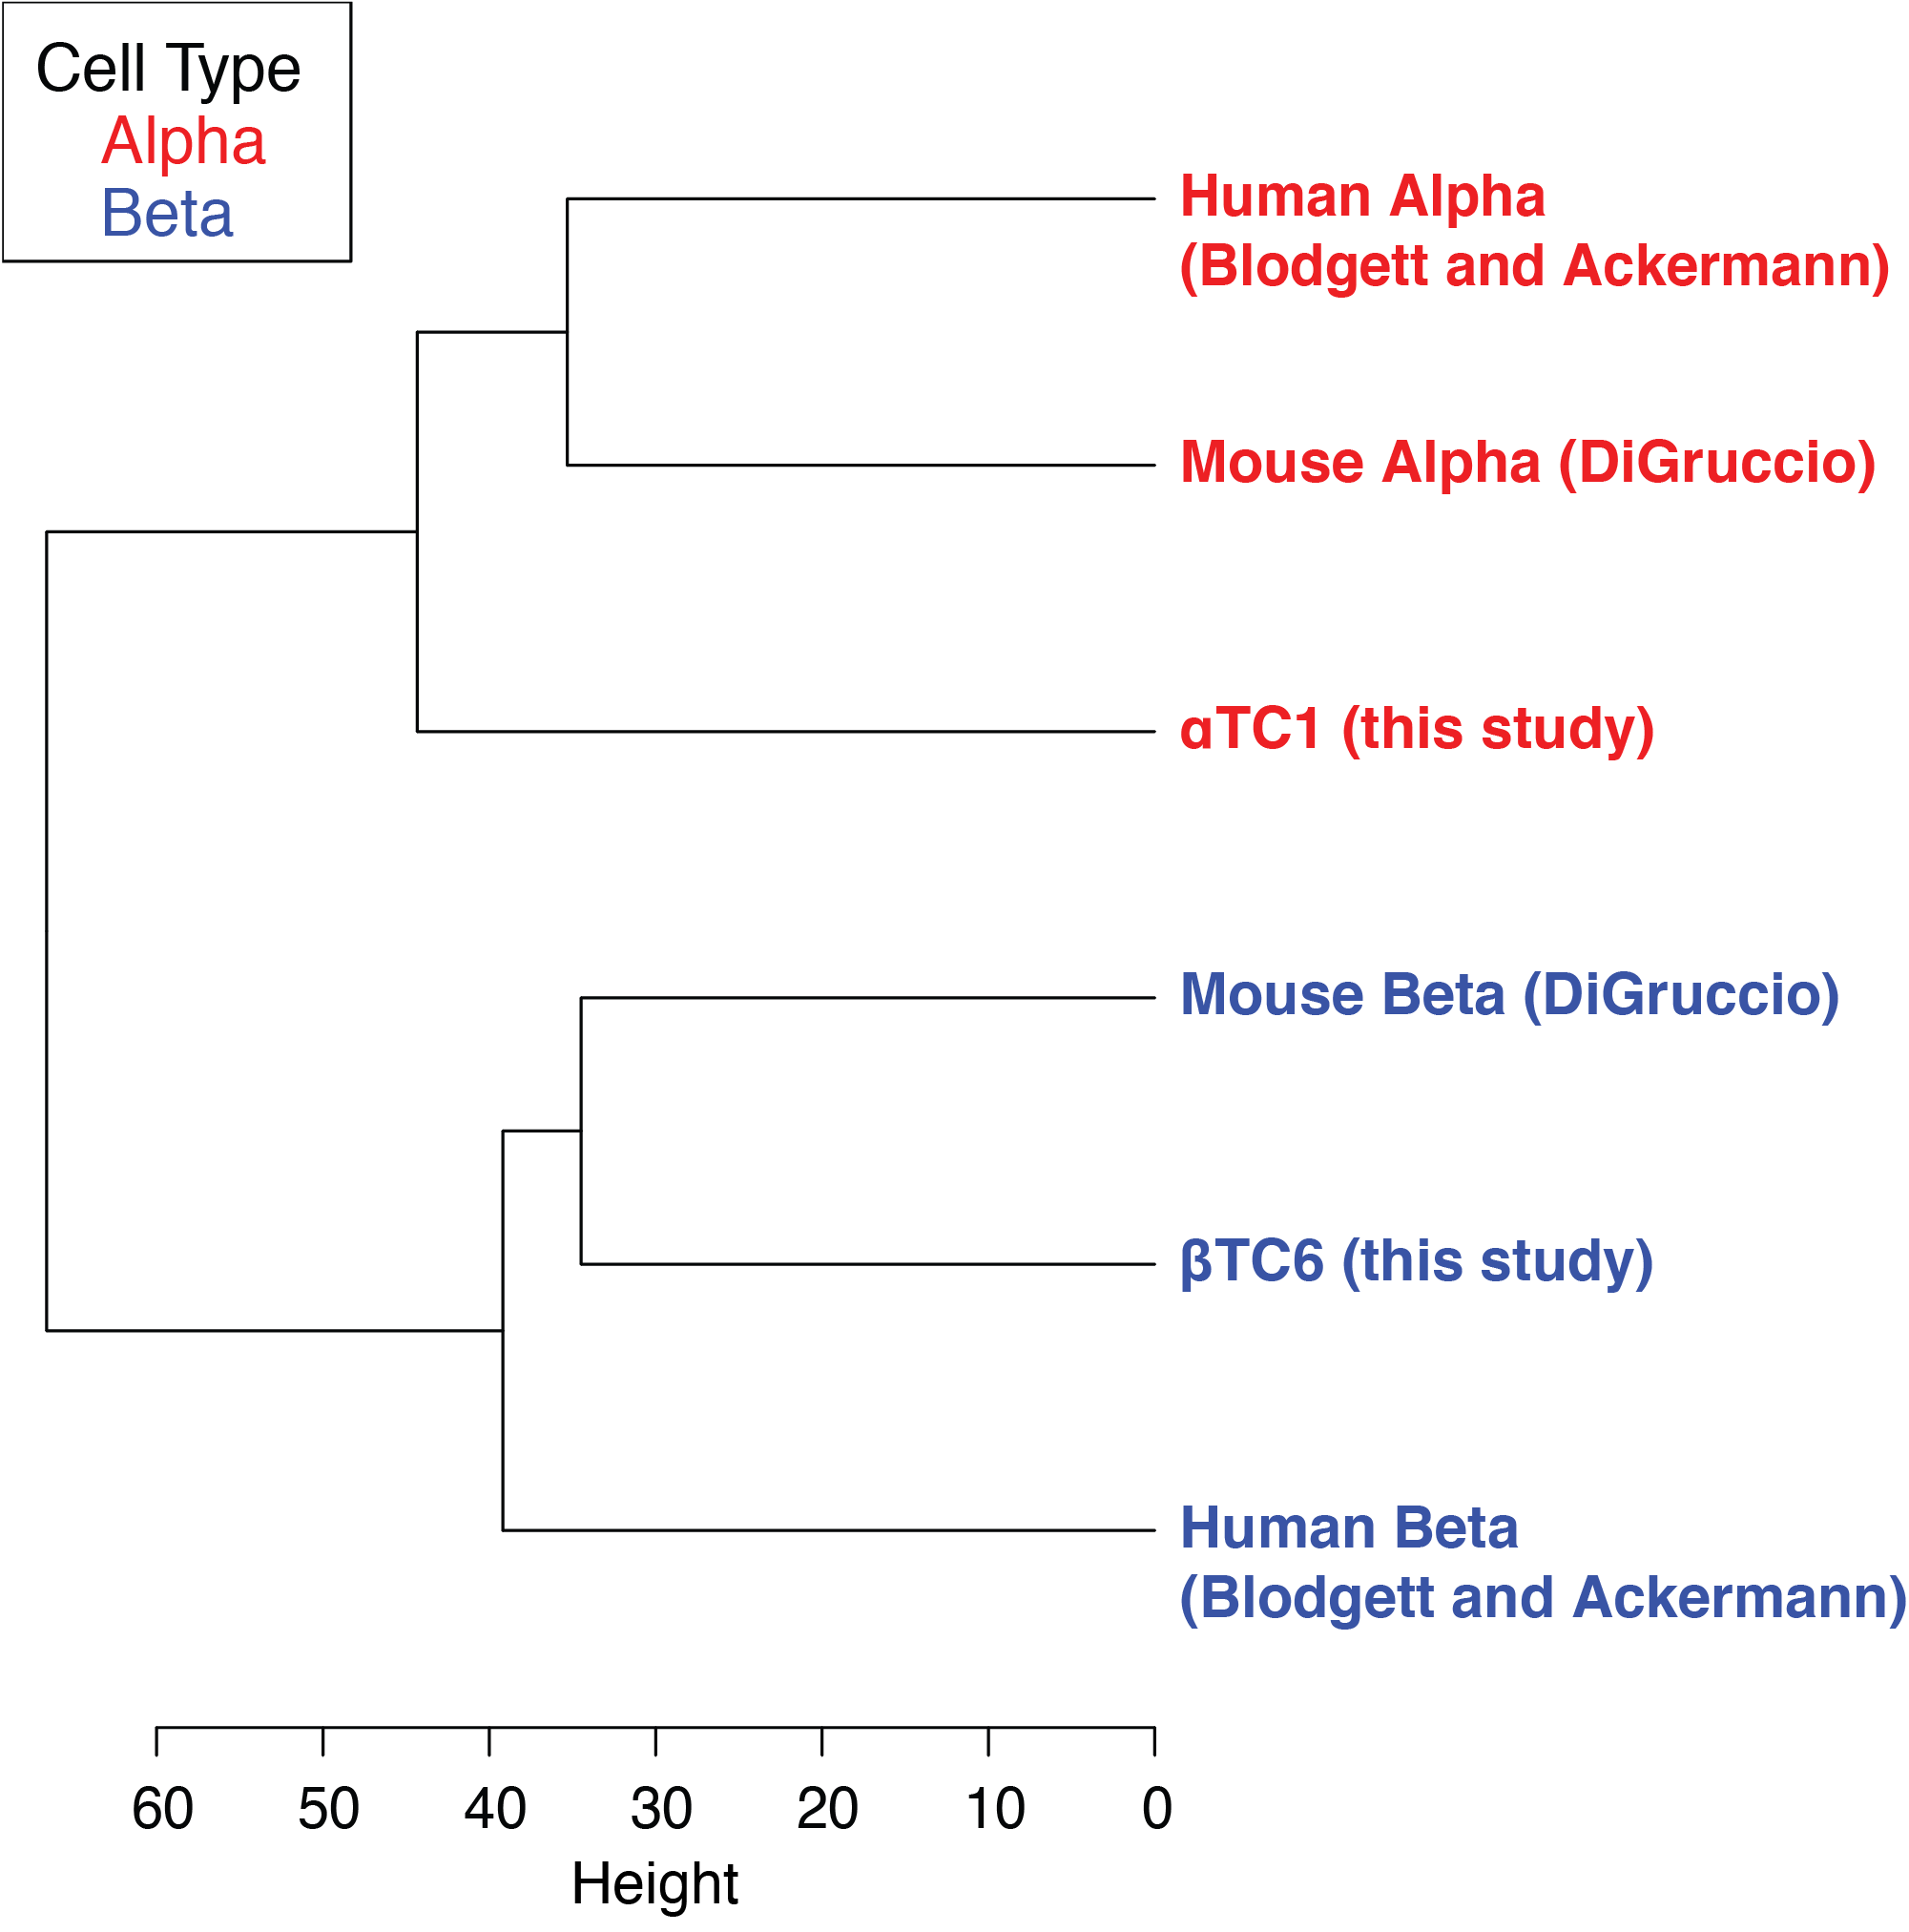 Cell Type
Alpha
Beta
Human Alpha
(Blodgett and Ackermann)
Mouse Alpha (DiGruccio)
αTC1 (this study)
Mouse Beta (DiGruccio)
βTC6 (this study)
Human Beta
(Blodgett and Ackermann)
60 50 40 30 20 10 0
Height